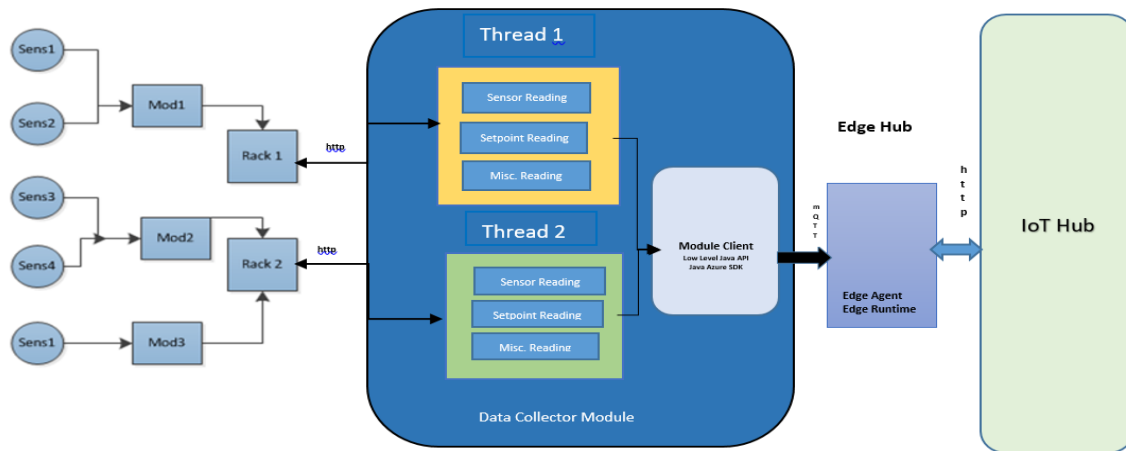 Sens1
Sens2
Mod1
Rack 1
Sens3
Sens4
Mod2
Rack 2
Sens1
Mod3
http
http
Thread 1
Sensor Reading
Setpoint Reading
Misc. Reading
Thread 2
Sensor Reading
Setpoint Reading
Misc. Reading
Module Client
Low Level Java API
Java Azure SDK
Data Collector Module
mQTT
Edge Hub
Edge Agent
Edge Runtime
http
IoT Hub